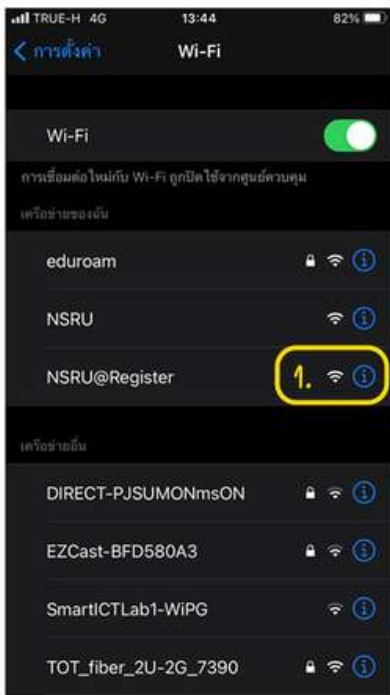 TRUE-H 4G 13:44 82%
การตั้งค่า Wi-Fi
Wi-Fi
การเชื่อมต่อใหม่กับ Wi-Fi ถูกปิดใช้จากศูนย์ควบคุม
เครือข่ายของฉัน
eduroam
NSRU
NSRU@Register 1.
เครือข่ายอื่น
DIRECT-PJSUMONmsON
EZCast-BFD580A3
SmartICTLab1-WiPG
TOT_fiber_2U-2G_7390